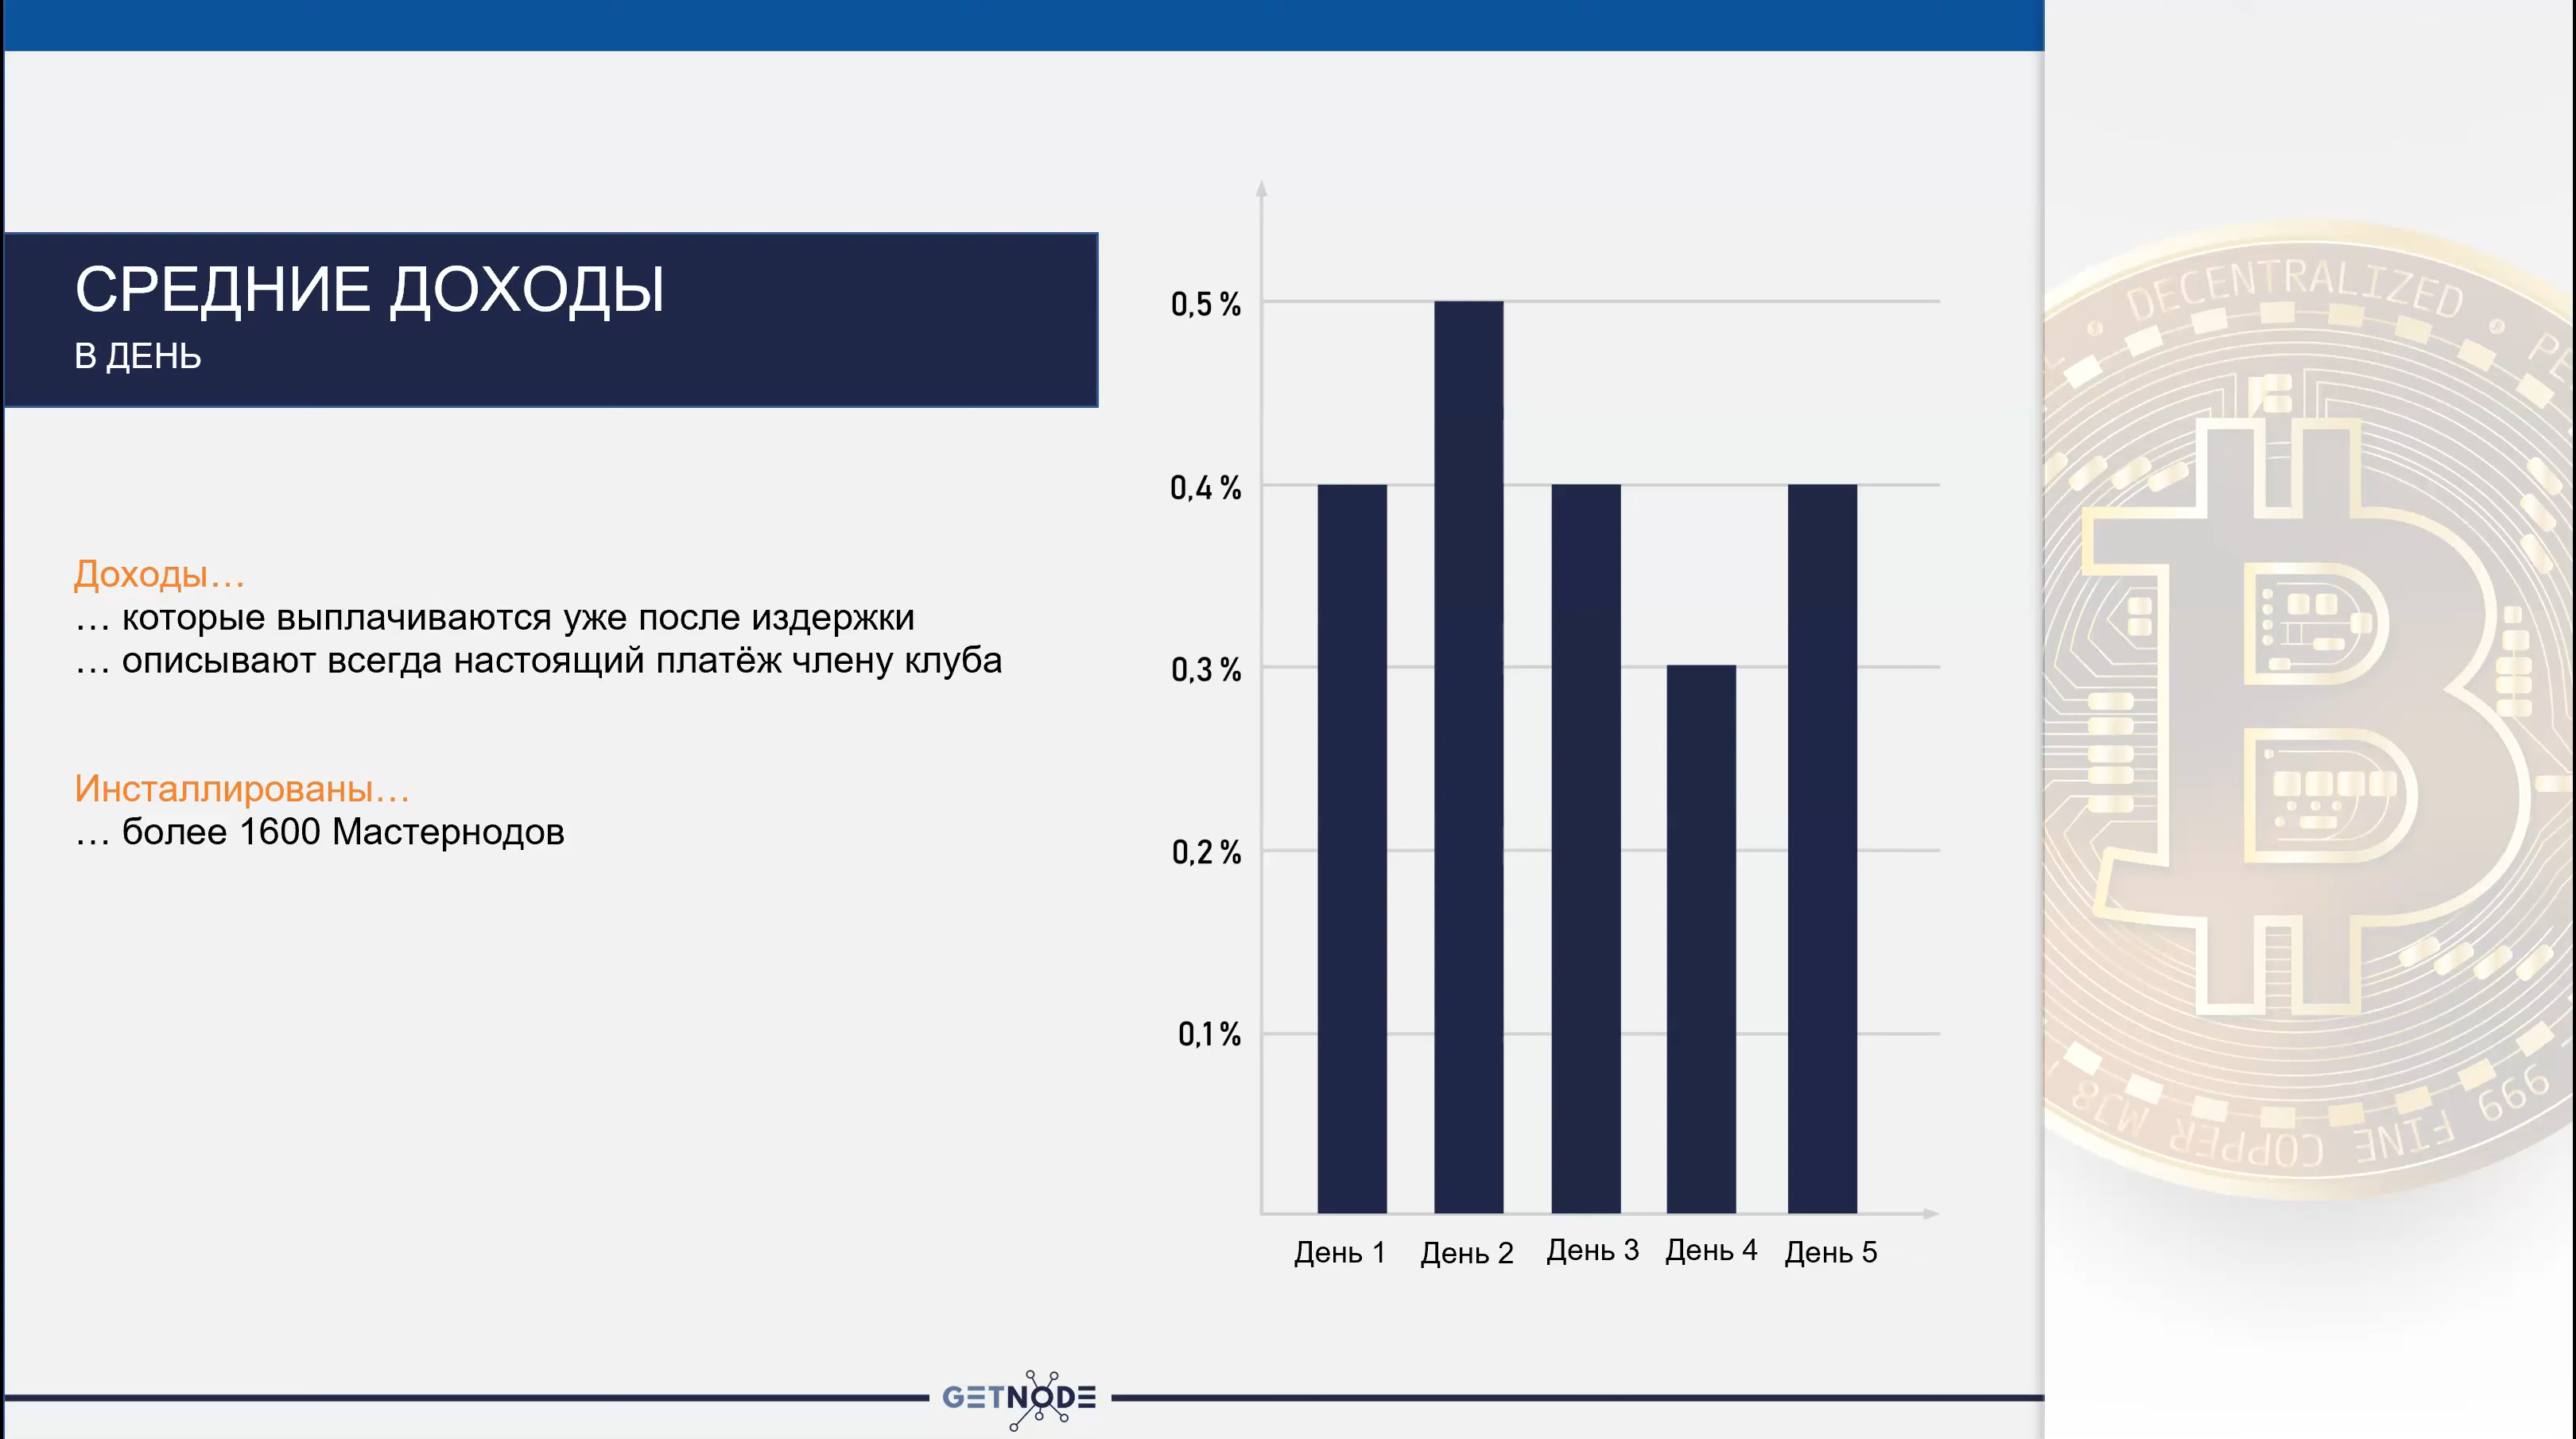 СРЕДНИЕ ДОХОДЫ
В ДЕНЬ
Доходы…
… которые выплачиваются уже после издержки
… описывают всегда настоящий платёж члену клуба
Инсталлированы…
… более 1600 Мастернодов
0,5 %
0,4 %
0,3 %
0,2 %
0,1 %
День 1 День 2 День 3 День 4 День 5
GETNODE
DECENTRALIZED
999 FINE COPPER